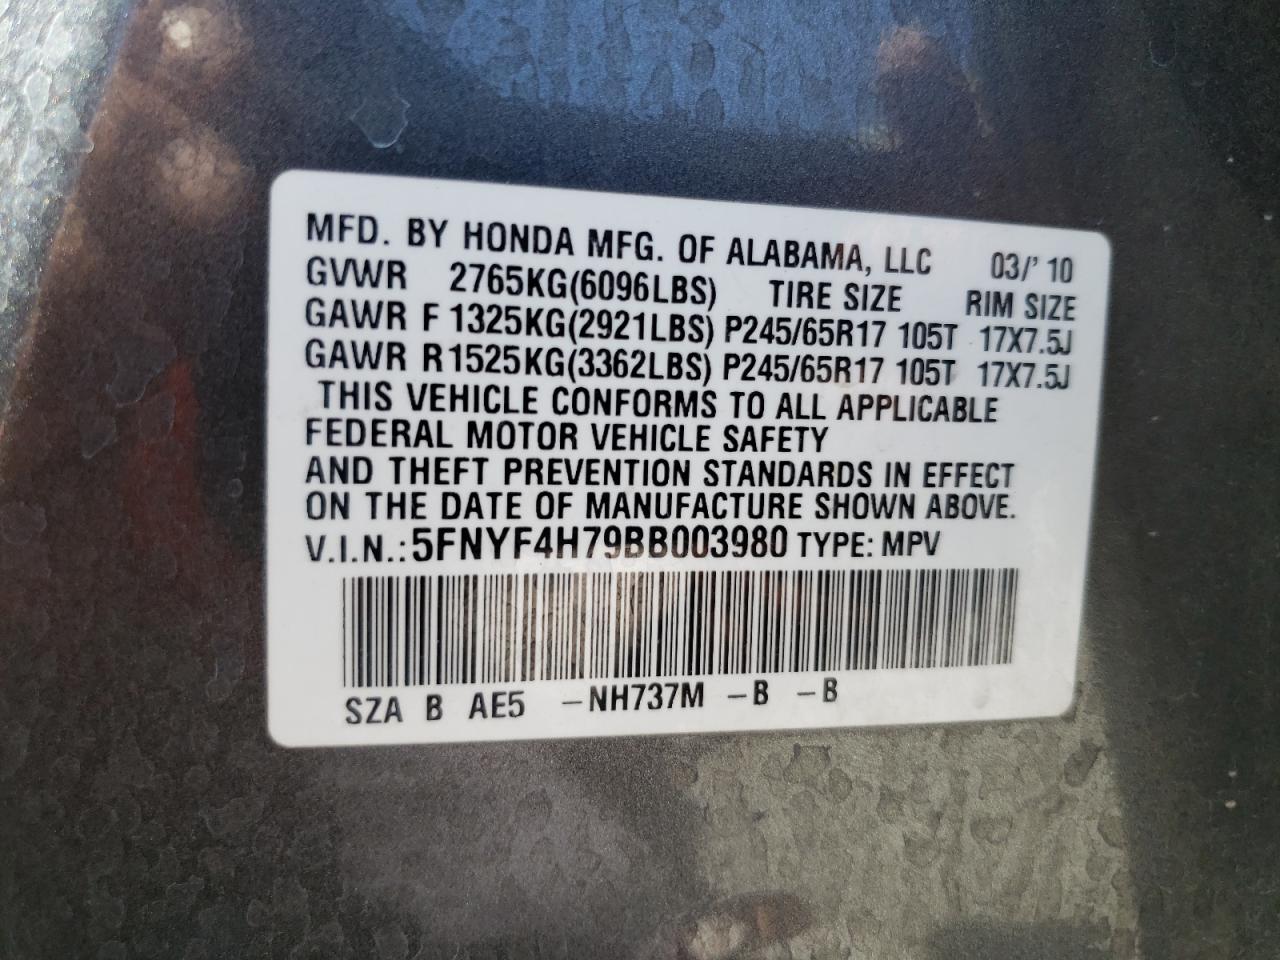 MFD. BY HONDA MFG. OF ALABAMA, LLC 03/' 10
GVWR 2765KG(6096LBS) TIRE SIZE RIM SIZE
GAWR F 1325KG(2921LBS) P245/65R17 105T 17X7.5J
GAWR R1525KG(3362LBS) P245/65R17 105T 17X7.5J
THIS VEHICLE CONFORMS TO ALL APPLICABLE
FEDERAL MOTOR VEHICLE SAFETY
AND THEFT PREVENTION STANDARDS IN EFFECT
ON THE DATE OF MANUFACTURE SHOWN ABOVE.
V.I.N.: 5FNYF4H79BB003980 TYPE: MPV
SZA B AE5 –NH737M –B –B